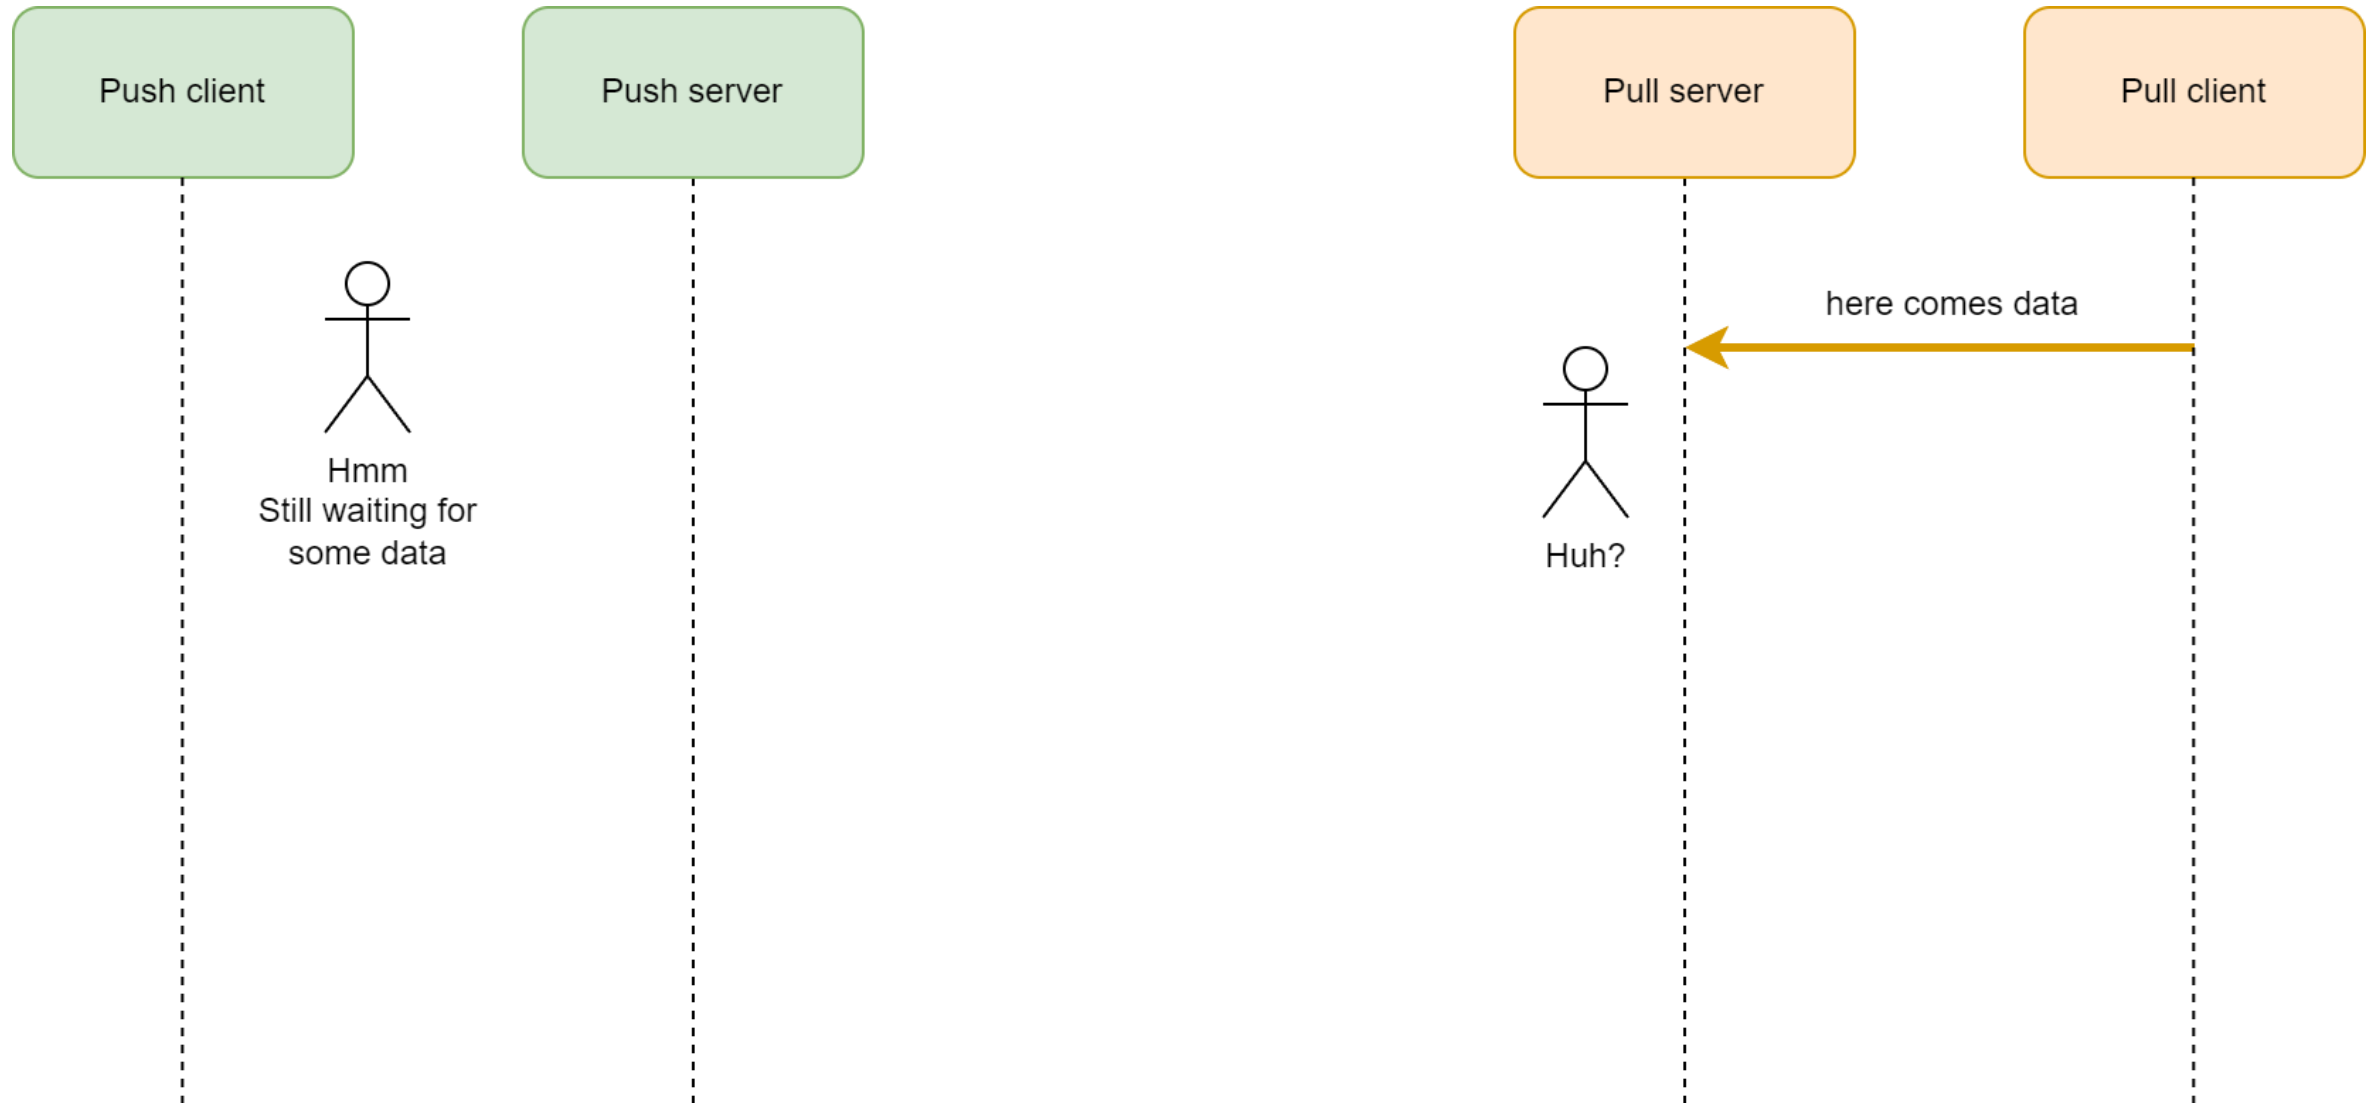 Push client
Push server
Pull server
Pull client
here comes data
Hmm
Still waiting for
some data
Huh?